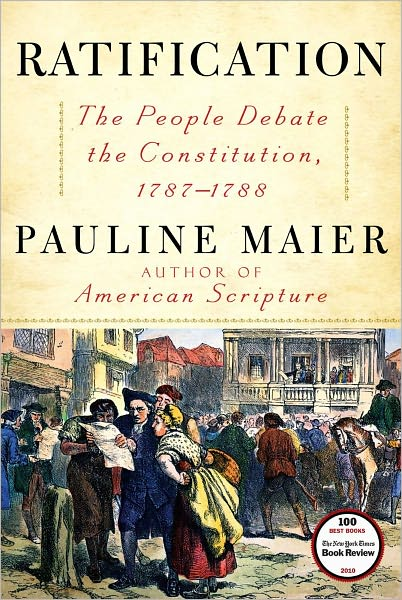 RATIFICATION
The People Debate
the Constitution,
1787–1788
PAULINE MAIER
AUTHOR OF
American Scripture
100
BEST BOOKS
The New York Times
Book Review
2010